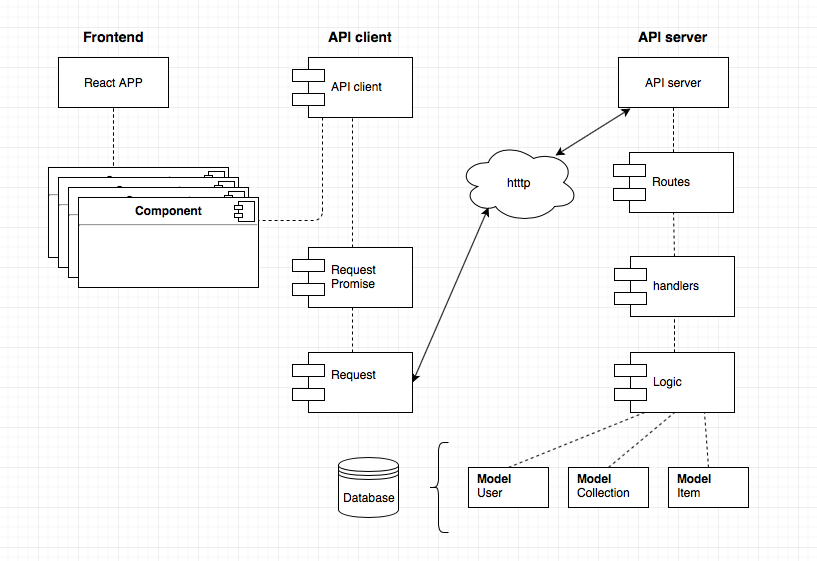 Frontend
API client
API server
React APP
API client
API server
htttp
Routes
Component
Request
Promise
handlers
Request
Logic
Database
Model
User
Model
Collection
Model
Item